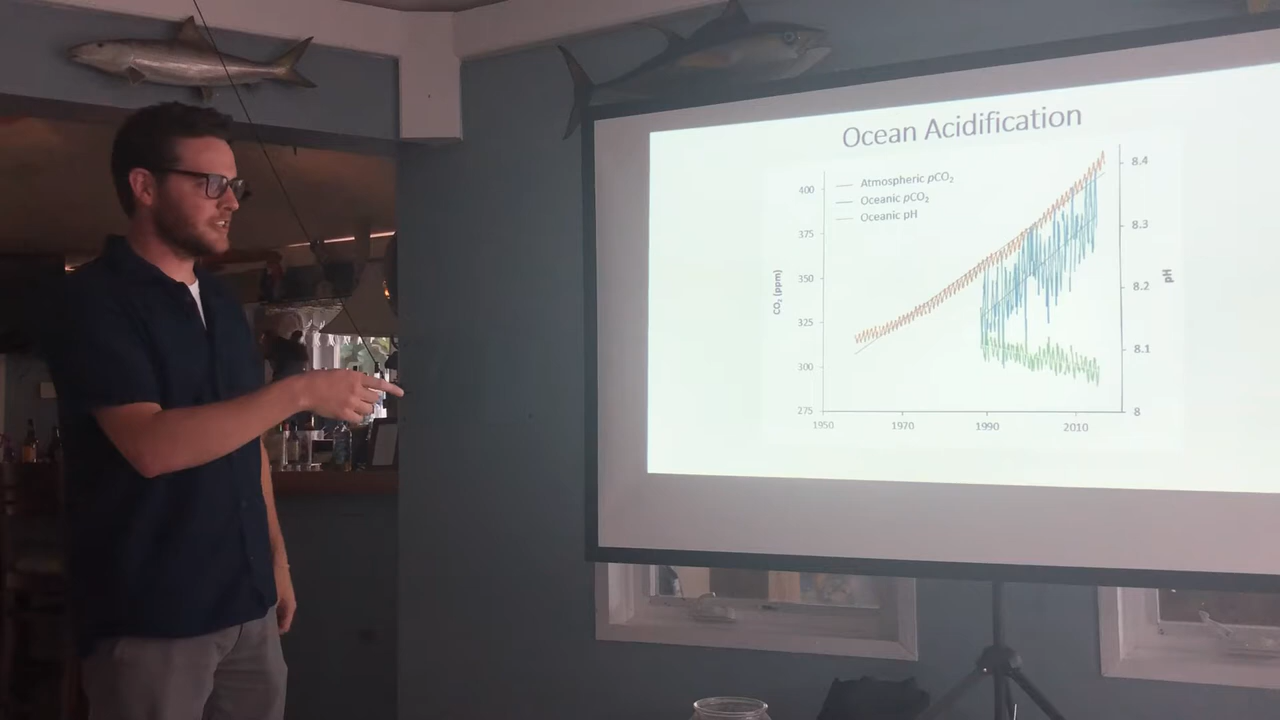 Ocean Acidification
Atmospheric pCO₂
Oceanic pCO₂
Oceanic pH
CO₂ (ppm)
400
375
350
325
300
275
1950
1970
1990
2010
8.4
8.3
8.2
8.1
8
pH